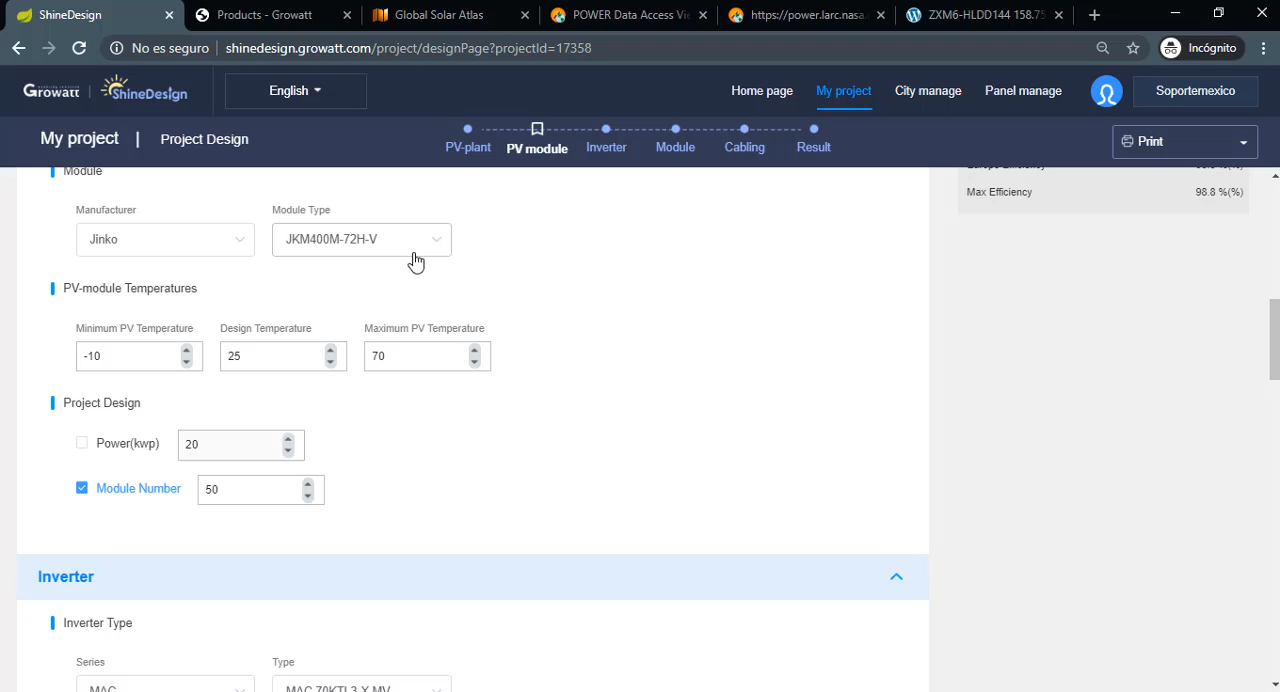 ShineDesign
Products - Growatt
Global Solar Atlas
POWER Data Access Vi
https://power.larc.nasa.
ZXM6-HLDD144 158.75
No es seguro
shinedesign.growatt.com/project/designPage?projectId=17358
Incógnito
Growatt | ShineDesign
English
Home page
My project
City manage
Panel manage
Soportemexico
My project | Project Design
PV-plant
PV module
Inverter
Module
Cabling
Result
Print
Module
Max Efficiency
98.8 %(%)
Manufacturer
Module Type
Jinko
JKM400M-72H-V
PV-module Temperatures
Minimum PV Temperature
Design Temperature
Maximum PV Temperature
-10
25
70
Project Design
Power(kwp)
20
Module Number
50
Inverter
Inverter Type
Series
Type
MAC
MAC 70KTL3-X MV